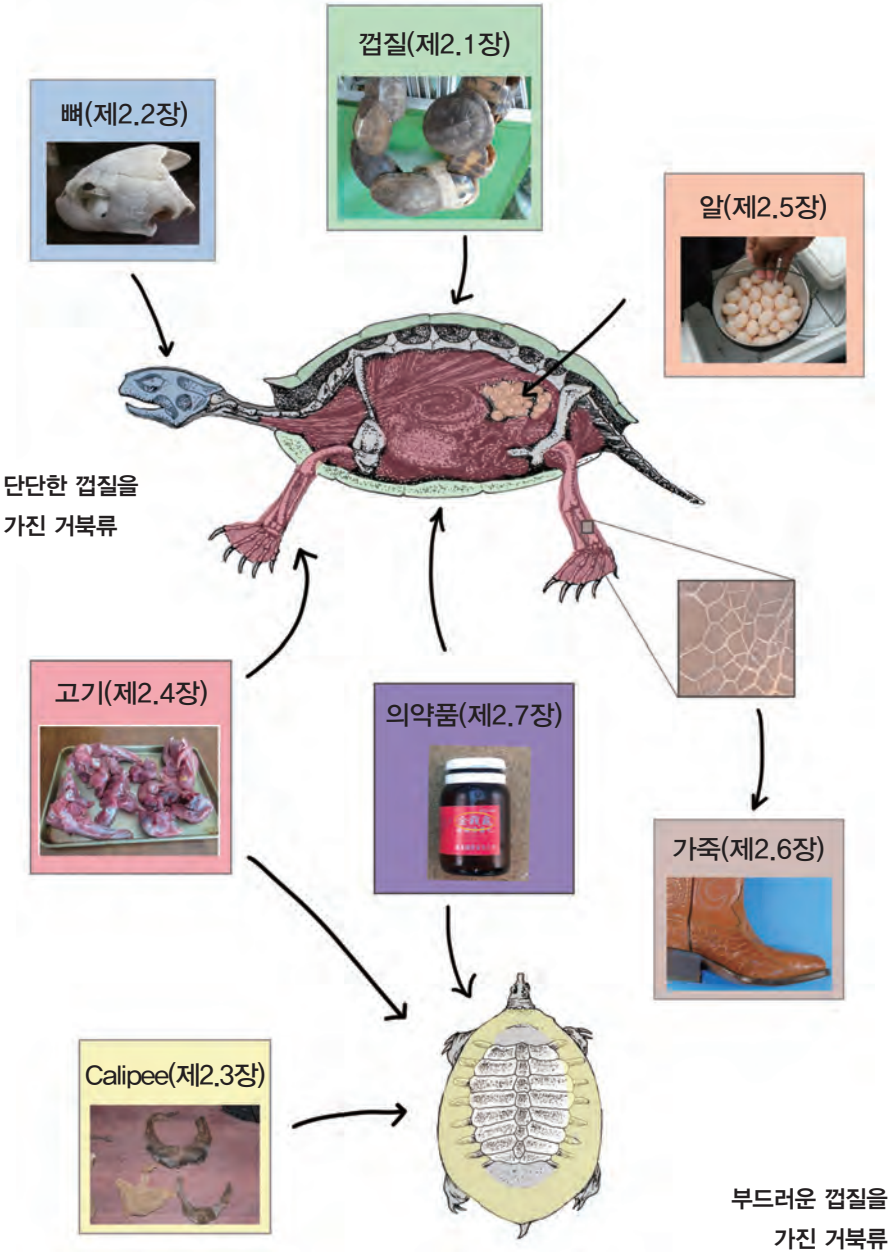 껍질(제2.1장)
뼈(제2.2장)
알(제2.5장)
단단한 껍질을
가진 거북류
고기(제2.4장)
의약품(제2.7장)
가죽(제2.6장)
Calipee(제2.3장)
부드러운 껍질을
가진 거북류